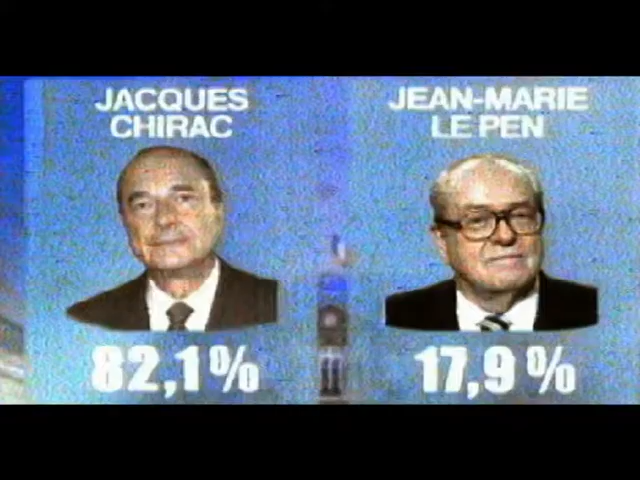 JACQUES
CHIRAC
JEAN-MARIE
LE PEN
82,1%
17,9%